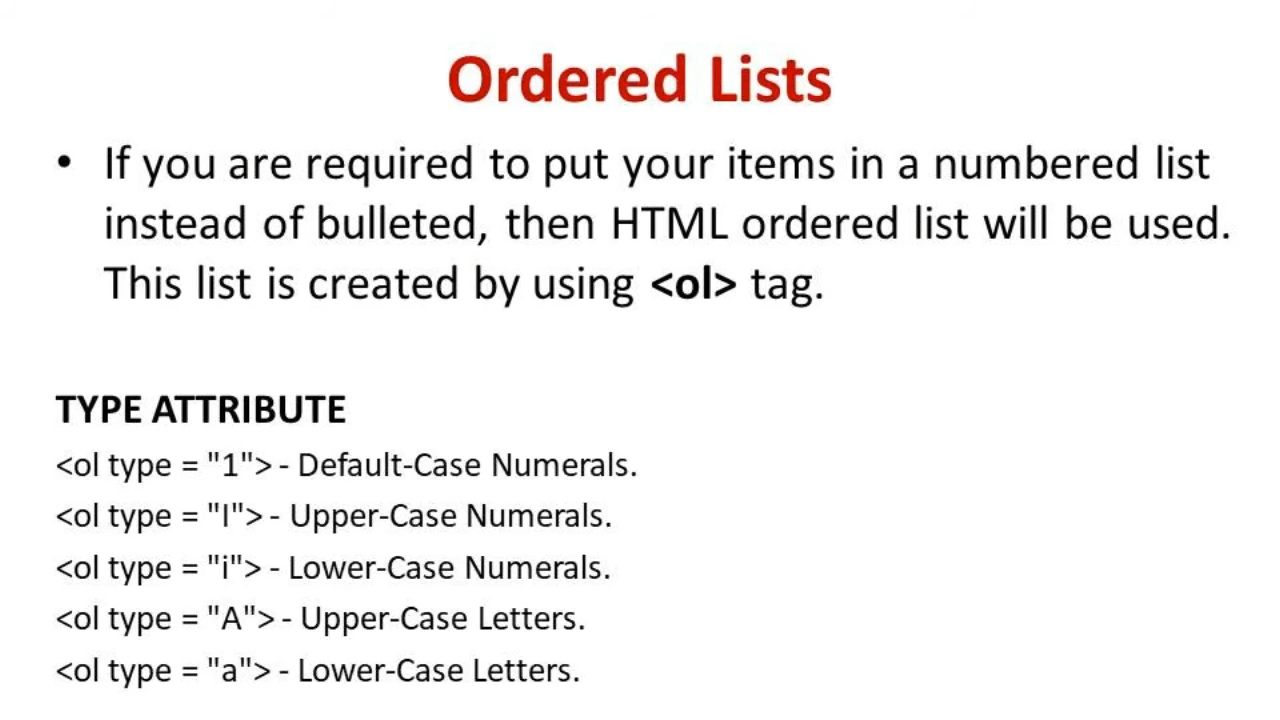 Ordered Lists
• If you are required to put your items in a numbered list
instead of bulleted, then HTML ordered list will be used.
This list is created by using <ol> tag.
TYPE ATTRIBUTE
<ol type = "1"> - Default-Case Numerals.
<ol type = "I"> - Upper-Case Numerals.
<ol type = "i"> - Lower-Case Numerals.
<ol type = "A"> - Upper-Case Letters.
<ol type = "a"> - Lower-Case Letters.